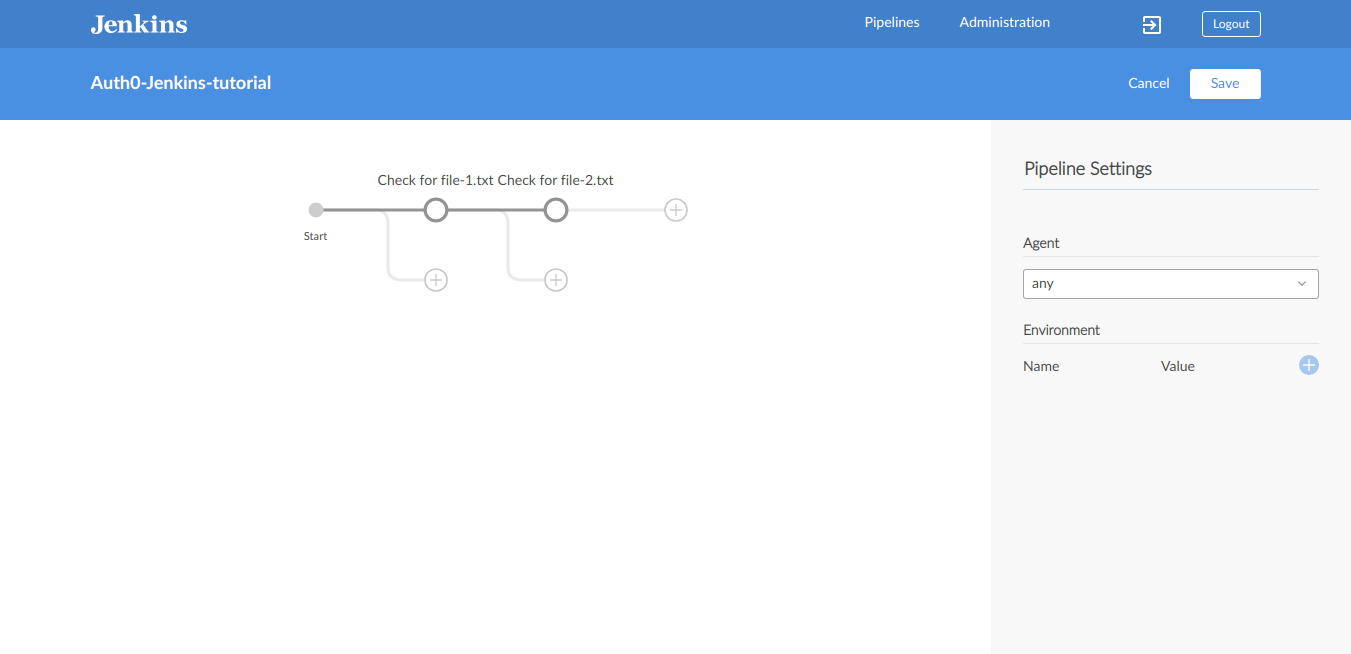 Jenkins
Pipelines
Administration
Logout
Auth0-Jenkins-tutorial
Cancel
Save
Check for file-1.txt
Check for file-2.txt
Start
Pipeline Settings
Agent
any
Environment
Name
Value